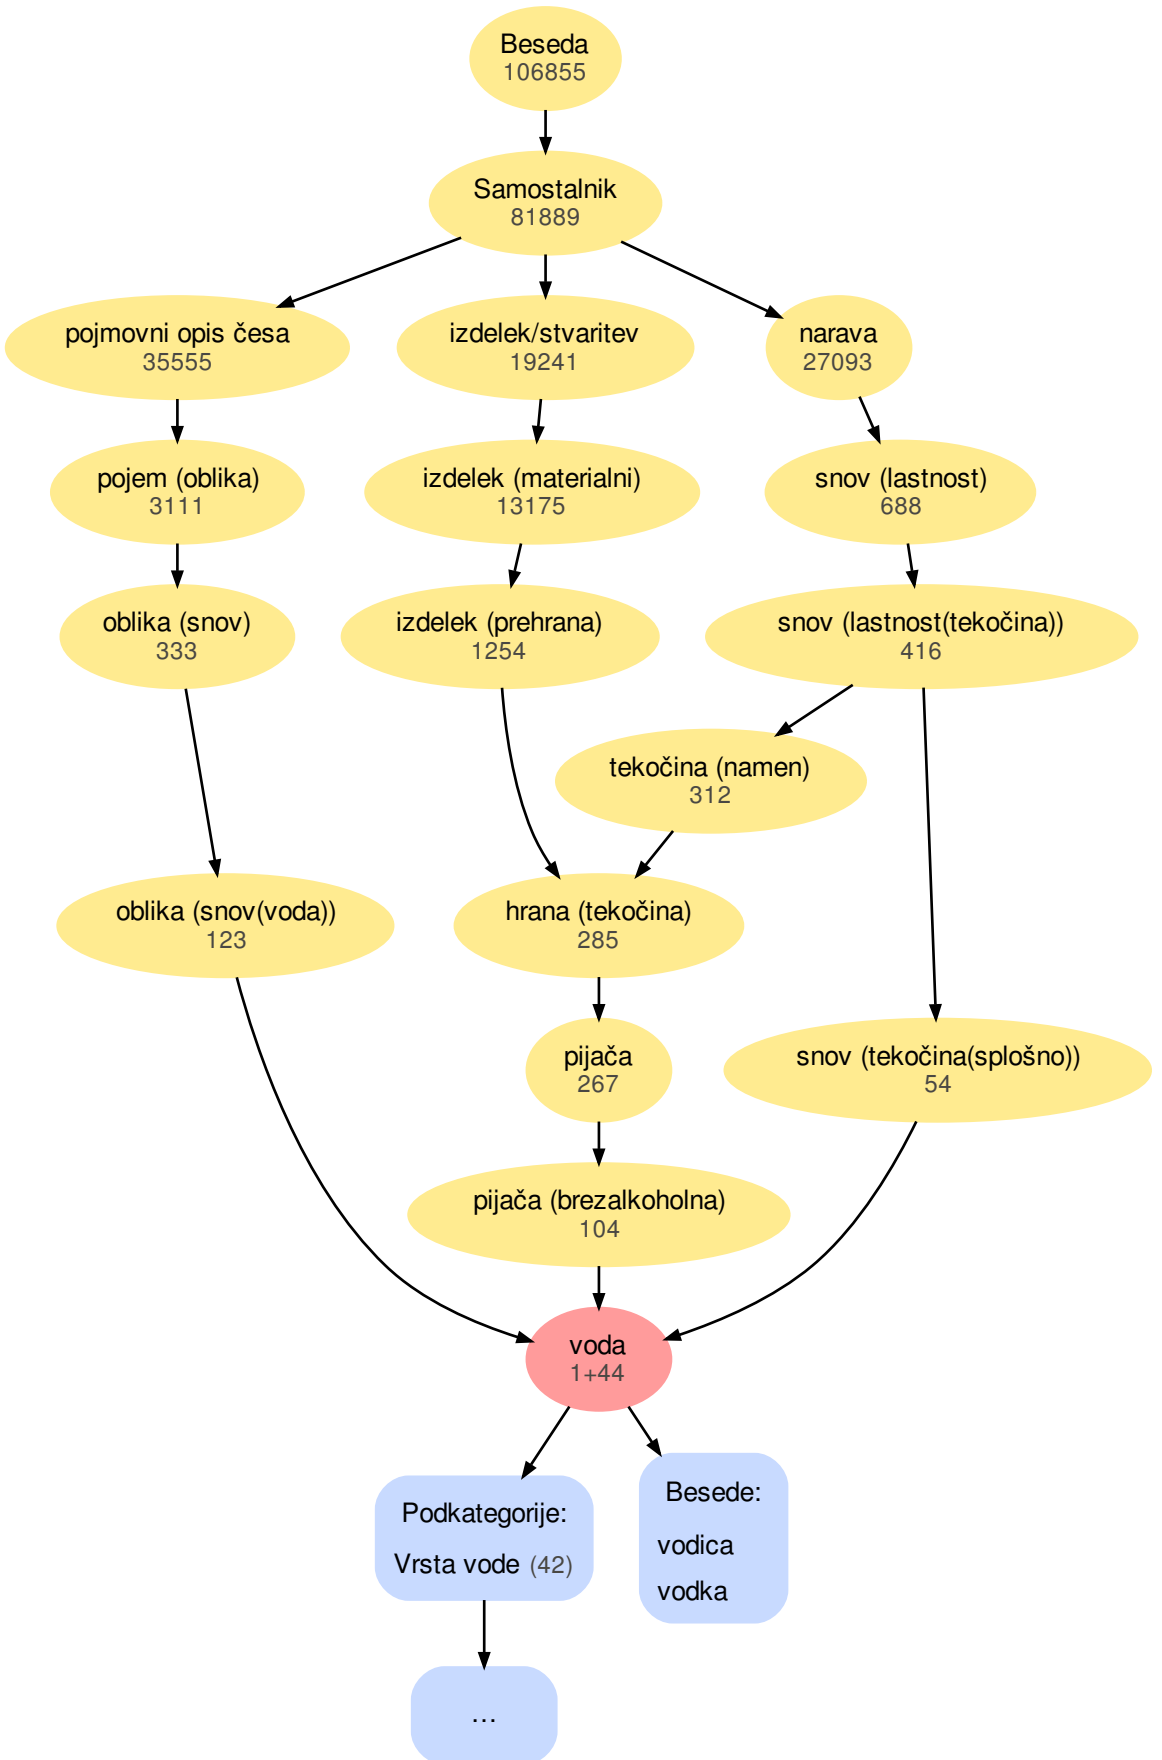 Beseda
106855
Samostalnik
81889
pojmovni opis česa
35555
izdelek/stvaritev
19241
narava
27093
pojem (oblika)
3111
izdelek (materialni)
13175
snov (lastnost)
688
oblika (snov)
333
izdelek (prehrana)
1254
snov (lastnost(tekočina))
416
tekočina (namen)
312
oblika (snov(voda))
123
hrana (tekočina)
285
pijača
267
snov (tekočina(splošno))
54
pijača (brezalkoholna)
104
voda
1+44
Podkategorije:
Vrsta vode (42)
Besede:
vodica
vodka
...